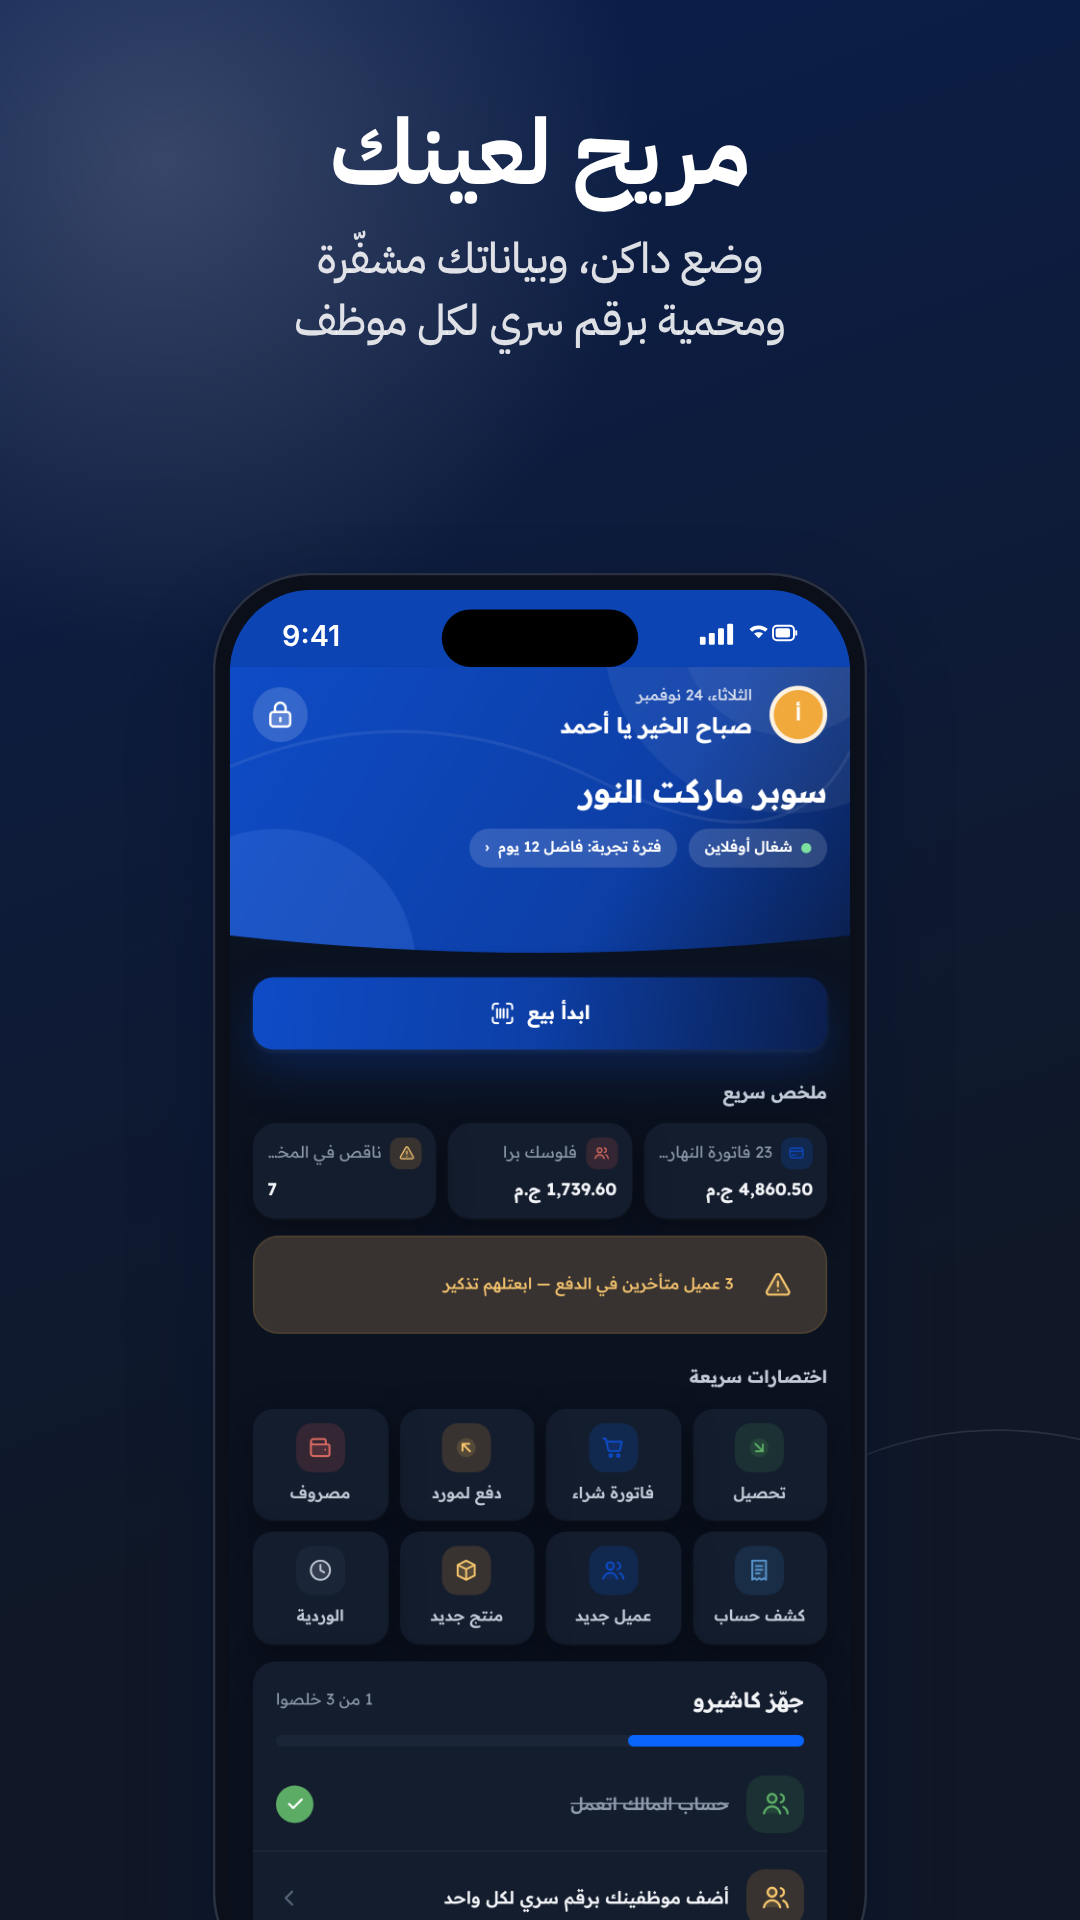 مريح لعينك
وضع داكن، وبياناتك مشفّرة
ومحمية برقم سري لكل موظف
9:41
الثلاثاء، 24 نوفمبر
أ
صباح الخير يا أحمد
سوبر ماركت النور
شغال أوفلاين
فترة تجربة: فاضل 12 يوم ‹
ابدأ بيع
ملخص سريع
23 فاتورة النهار...
4,860.50 ج.م
فلوسك برا
1,739.60 ج.م
ناقص في المخ...
7
3 عميل متأخرين في الدفع — ابعتلهم تذكير
اختصارات سريعة
تحصيل
فاتورة شراء
دفع لمورد
مصروف
كشف حساب
عميل جديد
منتج جديد
الوردية
جهّز كاشيرو
1 من 3 خلصوا
حساب المالك اتعمل
أضف موظفينك برقم سري لكل واحد